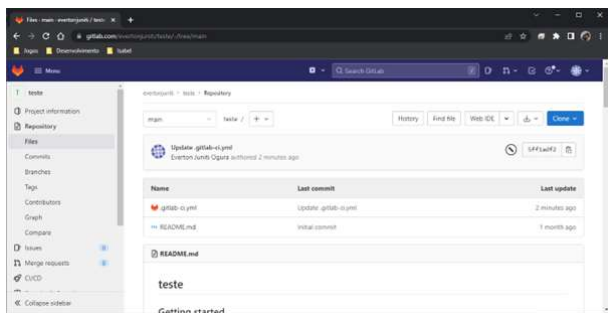 Files · main · evertonjuniti / teste
gitlab.com/evertonjuniti/teste/-/tree/main
Jogos Desenvolvimento Isabel
Menu
Search GitLab
T teste
evertonjuniti > teste > Repository
Project information
Repository
Files
Commits
Branches
Tags
Contributors
Graph
Compare
Issues 0
Merge requests 0
CI/CD
Collapse sidebar
main teste / +
History Find file Web IDE Clone
Update .gitlab-ci.yml
Everton Juniti Ogura authored 2 minutes ago
5ff1a0f2
Name Last commit Last update
.gitlab-ci.yml Update .gitlab-ci.yml 2 minutes ago
README.md Initial commit 1 month ago
README.md
teste
Getting started